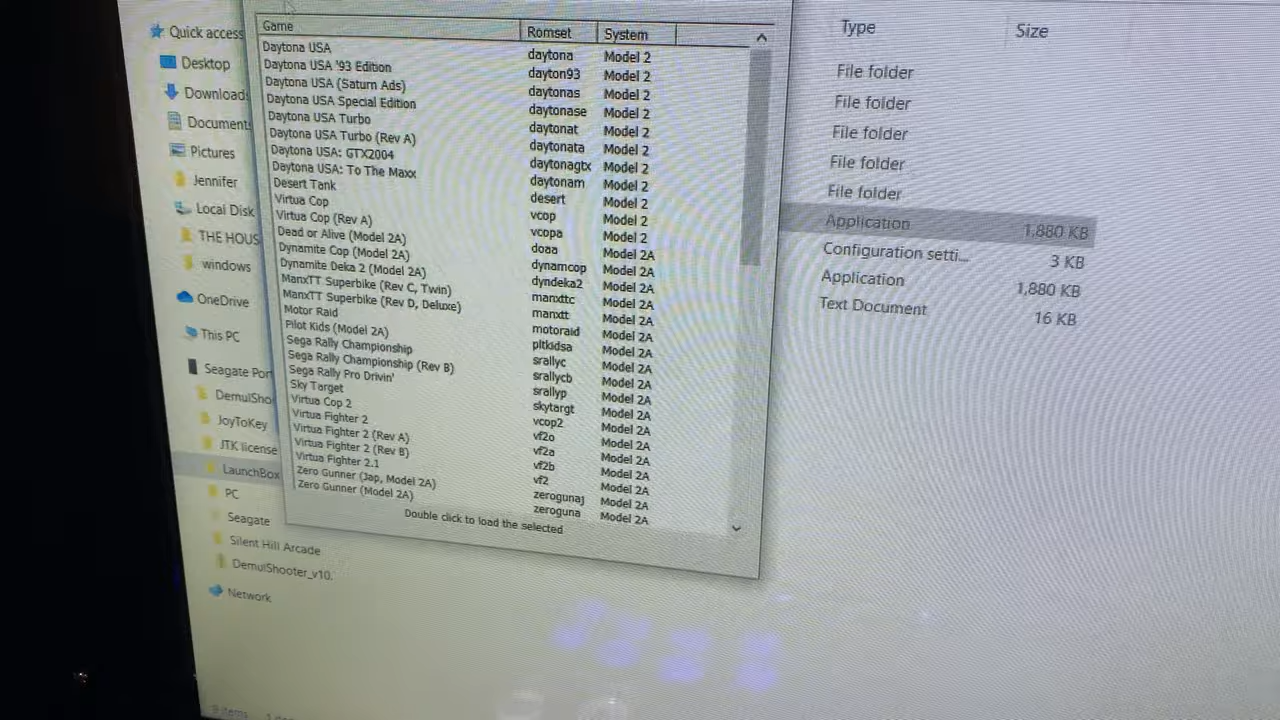 Quick access
Desktop
Download
Document
Pictures
Jennifer
Local Disk
THE HOUS
windows
OneDrive
This PC
Seagate Por
DemulSho
JoyToKey
JTK license
LaunchBox
PC
Seagate
Silent Hill Arcade
DemulShooter_v10.
Network
9 items
Game Romset System
Daytona USA daytona Model 2
Daytona USA '93 Edition dayton93 Model 2
Daytona USA (Saturn Ads) daytonas Model 2
Daytona USA Special Edition daytonase Model 2
Daytona USA Turbo daytonat Model 2
Daytona USA Turbo (Rev A) daytonata Model 2
Daytona USA: GTX2004 daytonagtx Model 2
Daytona USA: To The Maxx daytonam Model 2
Desert Tank desert Model 2
Virtua Cop vcop Model 2
Virtua Cop (Rev A) vcopa Model 2
Dead or Alive (Model 2A) doaa Model 2A
Dynamite Cop (Model 2A) dynamcop Model 2A
Dynamite Deka 2 (Model 2A) dyndeka2 Model 2A
ManxTT Superbike (Rev C, Twin) manxttc Model 2A
ManxTT Superbike (Rev D, Deluxe) manxtt Model 2A
Motor Raid motoraid Model 2A
Pilot Kids (Model 2A) pltkidsa Model 2A
Sega Rally Championship srallyc Model 2A
Sega Rally Championship (Rev B) srallycb Model 2A
Sega Rally Pro Drivin' srallyp Model 2A
Sky Target skytargt Model 2A
Virtua Cop 2 vcop2 Model 2A
Virtua Fighter 2 vf2o Model 2A
Virtua Fighter 2 (Rev A) vf2a Model 2A
Virtua Fighter 2 (Rev B) vf2b Model 2A
Virtua Fighter 2.1 vf2 Model 2A
Zero Gunner (Jap, Model 2A) zerogunaj Model 2A
Zero Gunner (Model 2A) zeroguna Model 2A
Double click to load the selected
Type Size
File folder
File folder
File folder
File folder
File folder
Application 1,880 KB
Configuration setti... 3 KB
Application 1,880 KB
Text Document 16 KB